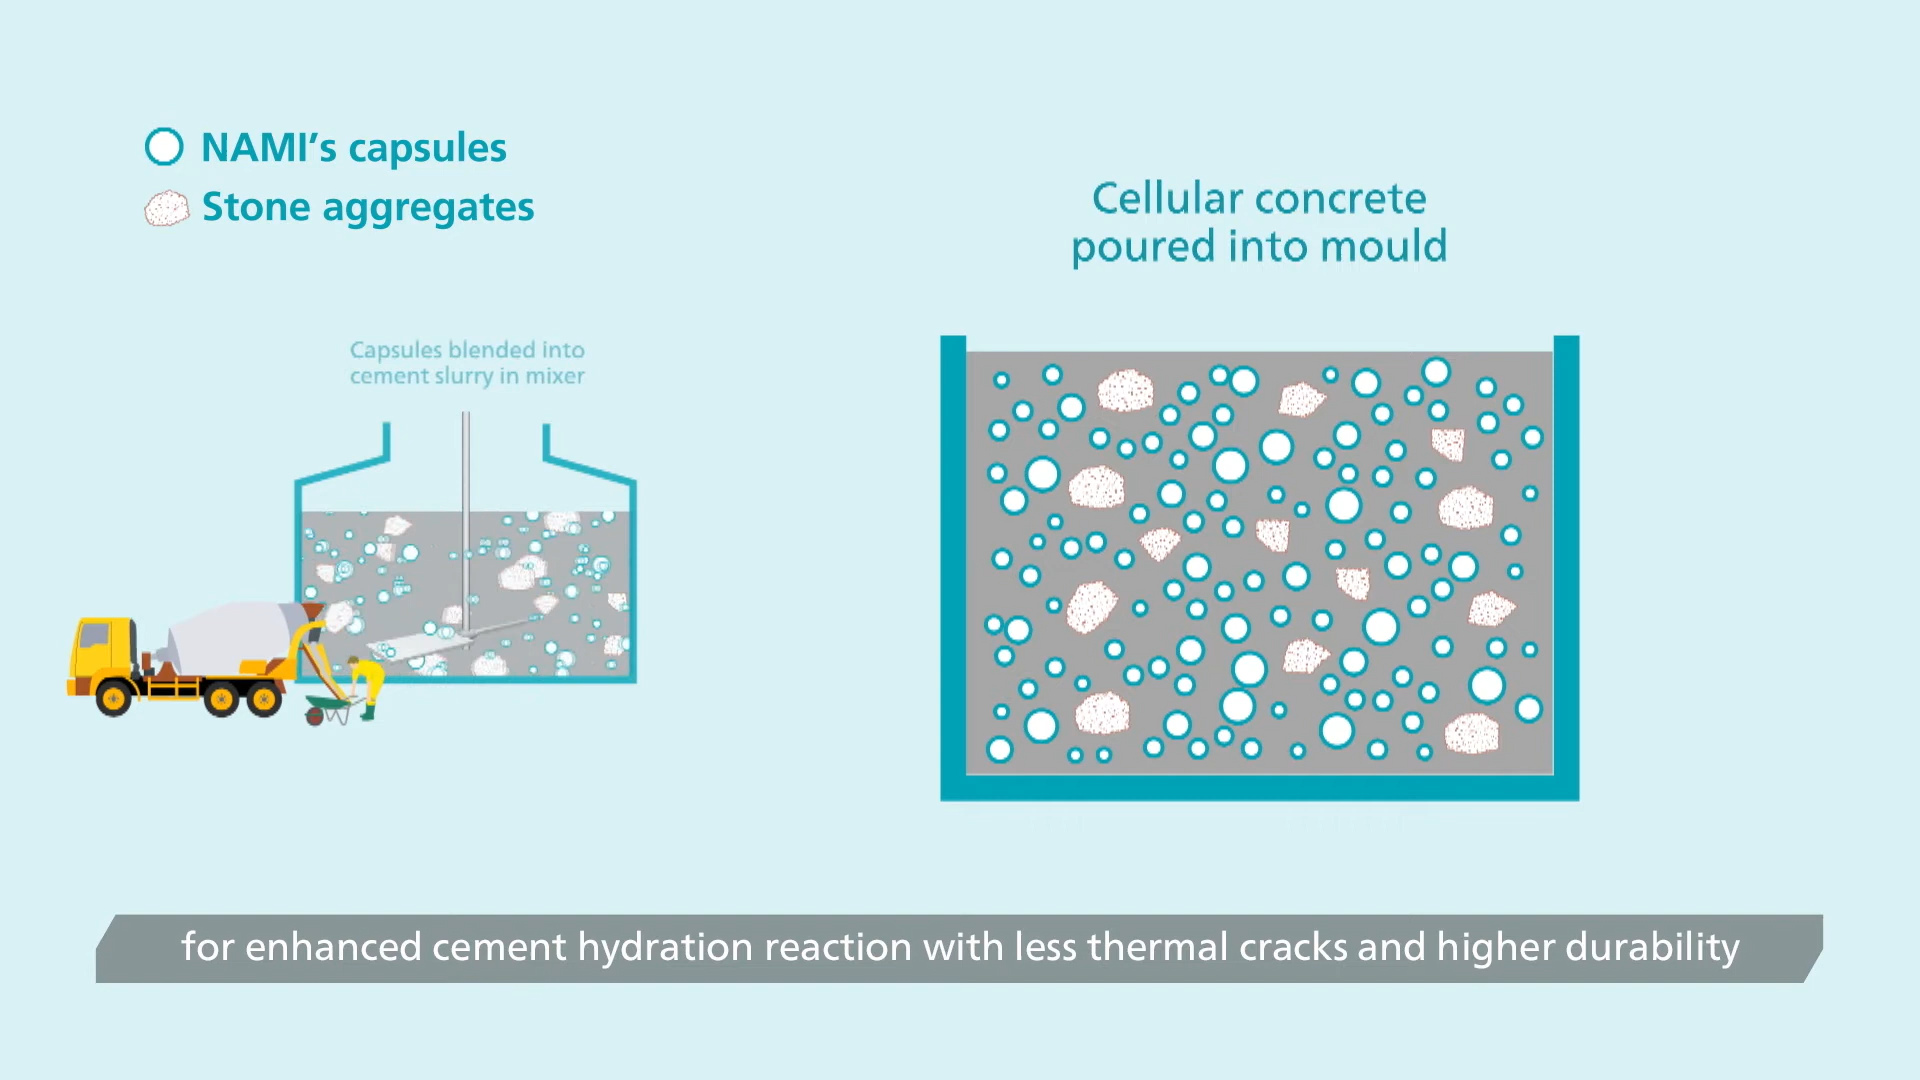 NAMI’s capsules
Stone aggregates
Cellular concrete
poured into mould
Capsules blended into
cement slurry in mixer
for enhanced cement hydration reaction with less thermal cracks and higher durability